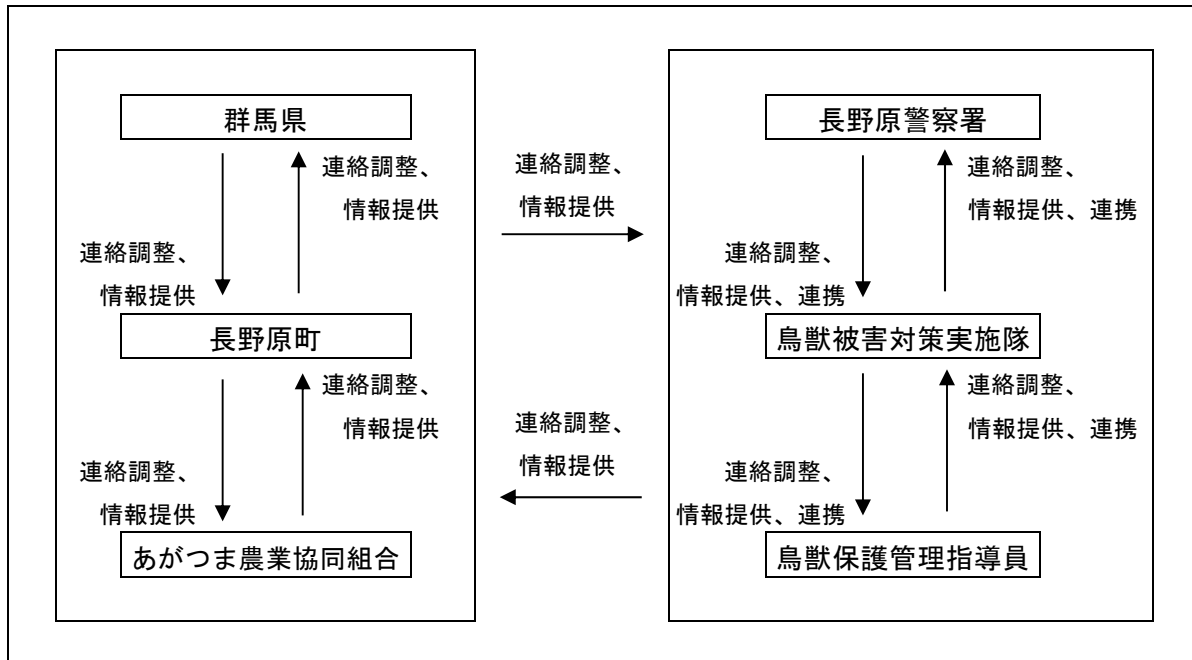 群馬県
連絡調整、
情報提供
連絡調整、
情報提供
長野原町
連絡調整、
情報提供
連絡調整、
情報提供
あがつま農業協同組合
連絡調整、
情報提供
連絡調整、
情報提供
長野原警察署
連絡調整、
情報提供、連携
連絡調整、
情報提供、連携
鳥獣被害対策実施隊
連絡調整、
情報提供、連携
連絡調整、
情報提供、連携
鳥獣保護管理指導員